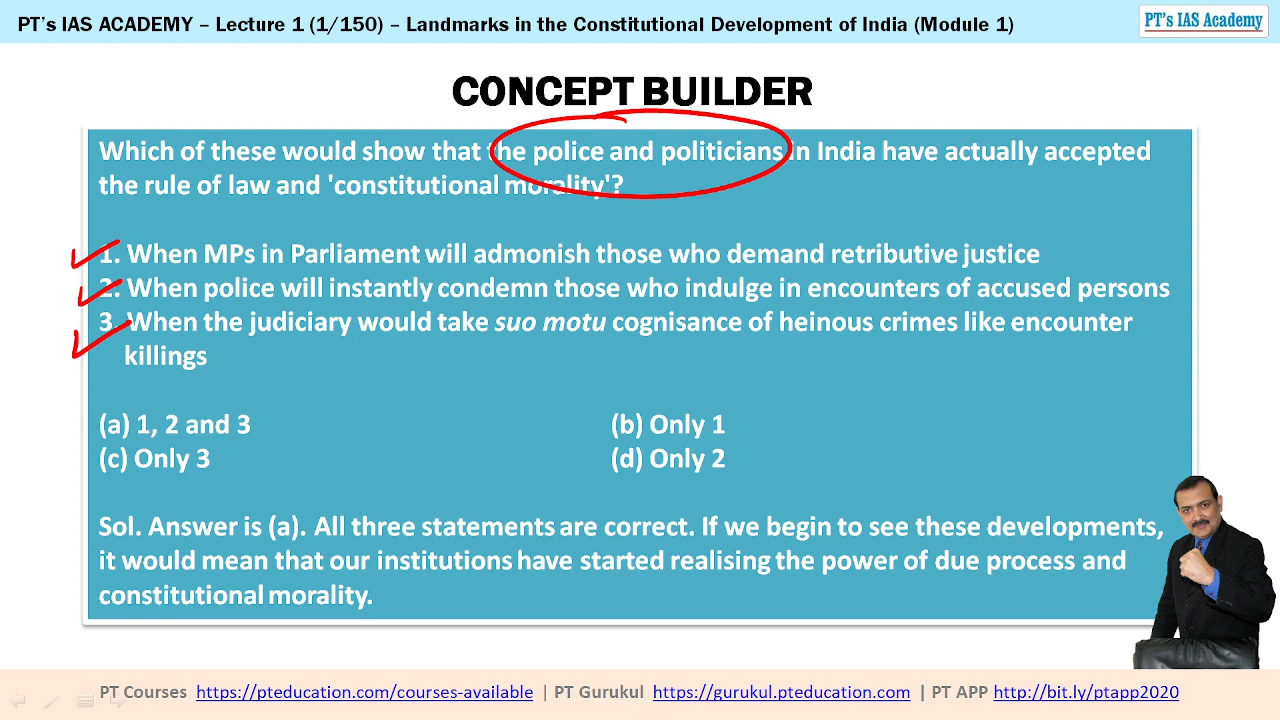 PT's IAS ACADEMY – Lecture 1 (1/150) – Landmarks in the Constitutional Development of India (Module 1)
PT's IAS Academy
CONCEPT BUILDER
Which of these would show that the police and politicians in India have actually accepted
the rule of law and 'constitutional morality'?
1. When MPs in Parliament will admonish those who demand retributive justice
2. When police will instantly condemn those who indulge in encounters of accused persons
3. When the judiciary would take suo motu cognisance of heinous crimes like encounter
killings
(a) 1, 2 and 3 (b) Only 1
(c) Only 3 (d) Only 2
Sol. Answer is (a). All three statements are correct. If we begin to see these developments,
it would mean that our institutions have started realising the power of due process and
constitutional morality.
PT Courses https://pteducation.com/courses-available | PT Gurukul https://gurukul.pteducation.com | PT APP http://bit.ly/ptapp2020